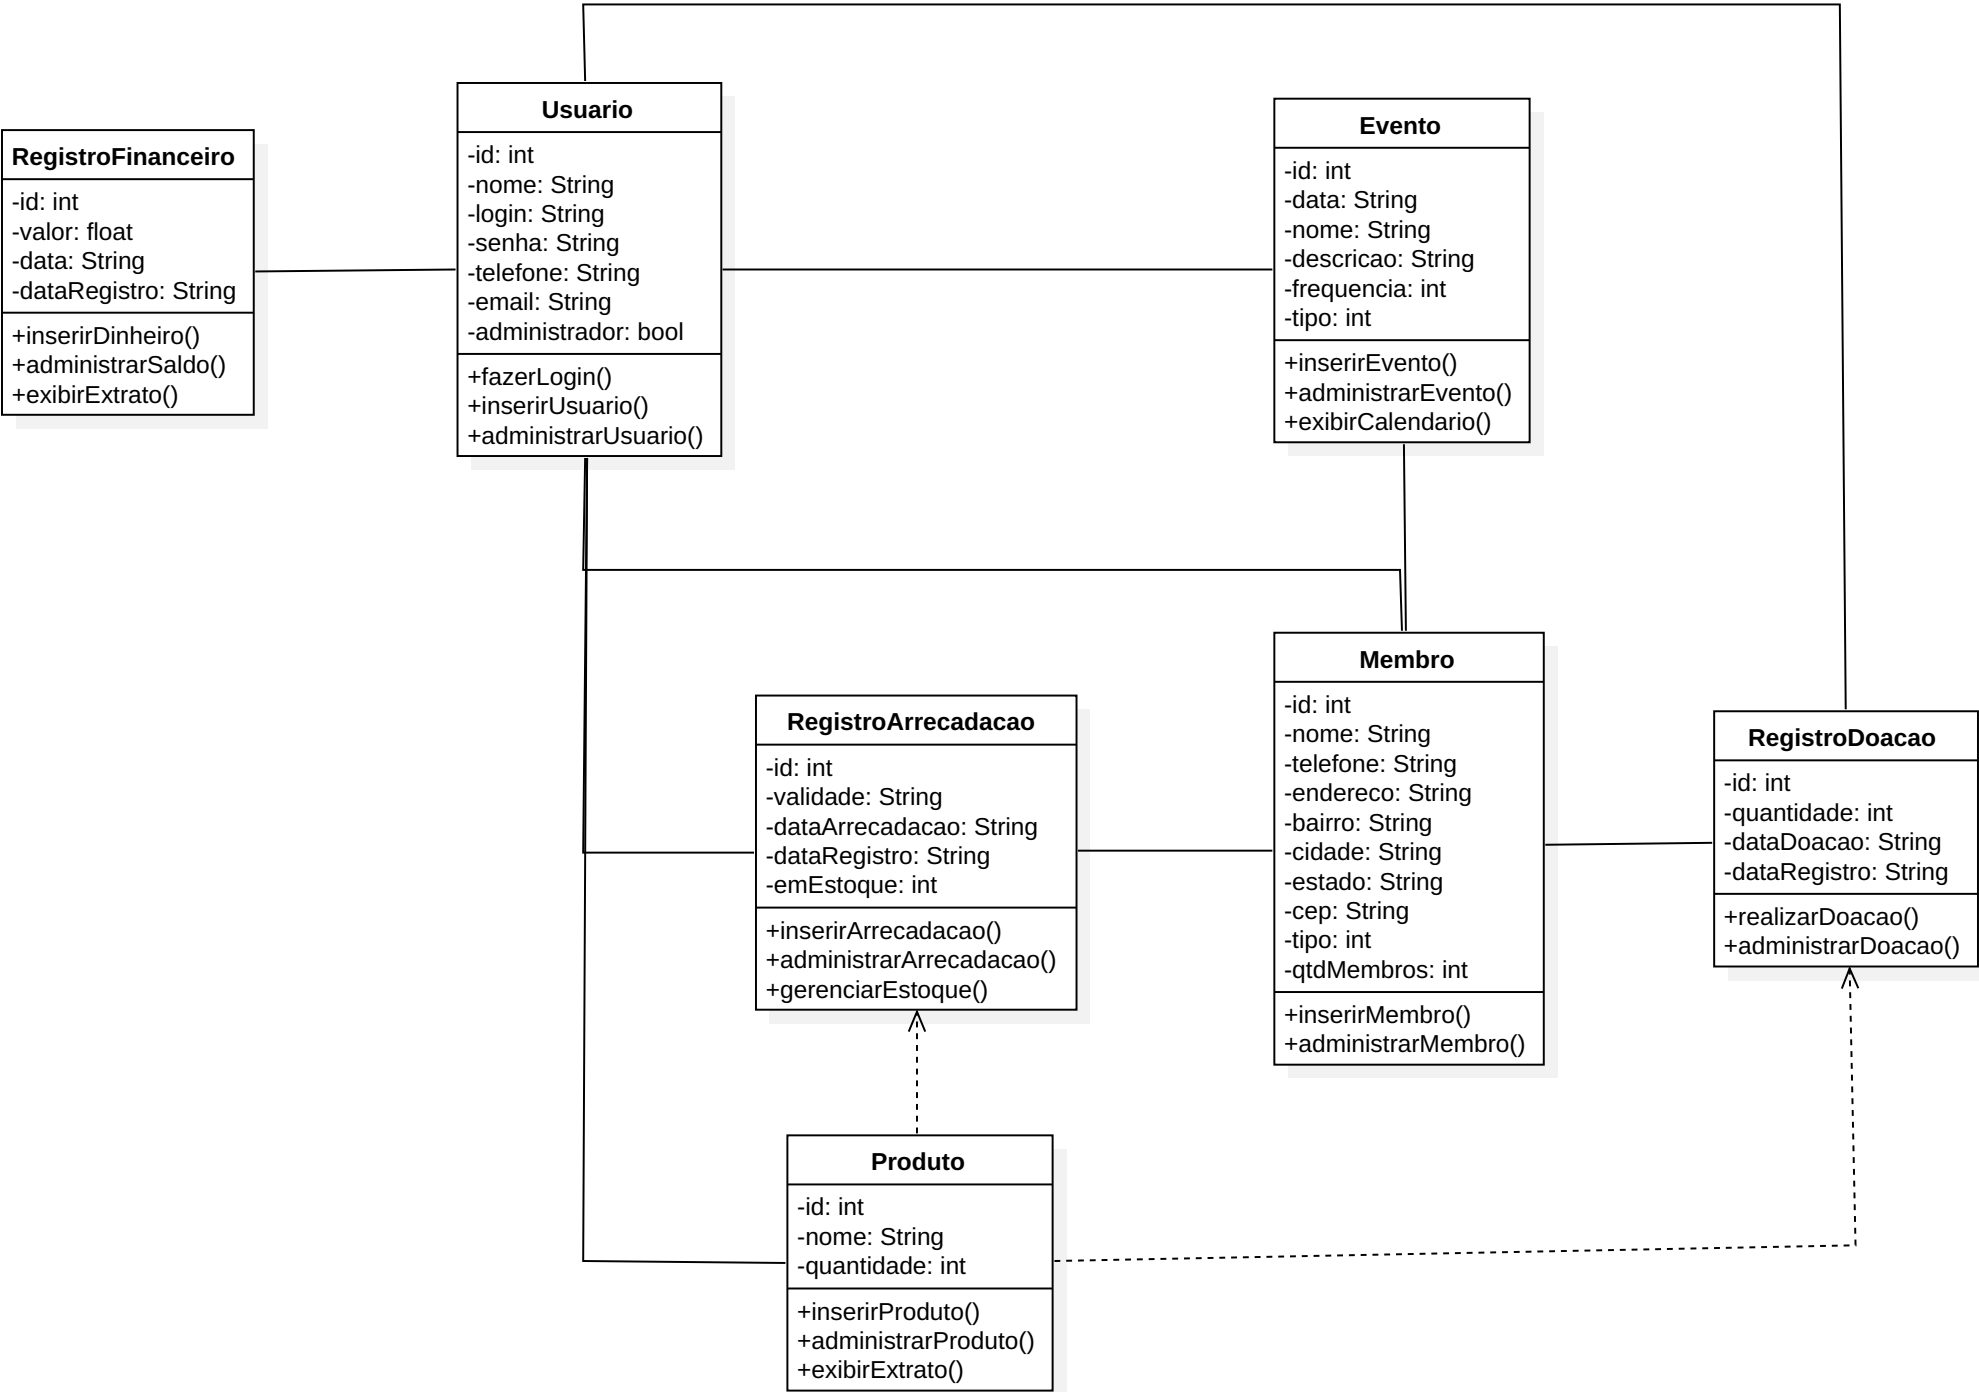 RegistroFinanceiro
-id: int
-valor: float
-data: String
-dataRegistro: String
+inserirDinheiro()
+administrarSaldo()
+exibirExtrato()
Usuario
-id: int
-nome: String
-login: String
-senha: String
-telefone: String
-email: String
-administrador: bool
+fazerLogin()
+inserirUsuario()
+administrarUsuario()
Evento
-id: int
-data: String
-nome: String
-descricao: String
-frequencia: int
-tipo: int
+inserirEvento()
+administrarEvento()
+exibirCalendario()
RegistroArrecadacao
-id: int
-validade: String
-dataArrecadacao: String
-dataRegistro: String
-emEstoque: int
+inserirArrecadacao()
+administrarArrecadacao()
+gerenciarEstoque()
Membro
-id: int
-nome: String
-telefone: String
-endereco: String
-bairro: String
-cidade: String
-estado: String
-cep: String
-tipo: int
-qtdMembros: int
+inserirMembro()
+administrarMembro()
RegistroDoacao
-id: int
-quantidade: int
-dataDoacao: String
-dataRegistro: String
+realizarDoacao()
+administrarDoacao()
Produto
-id: int
-nome: String
-quantidade: int
+inserirProduto()
+administrarProduto()
+exibirExtrato()